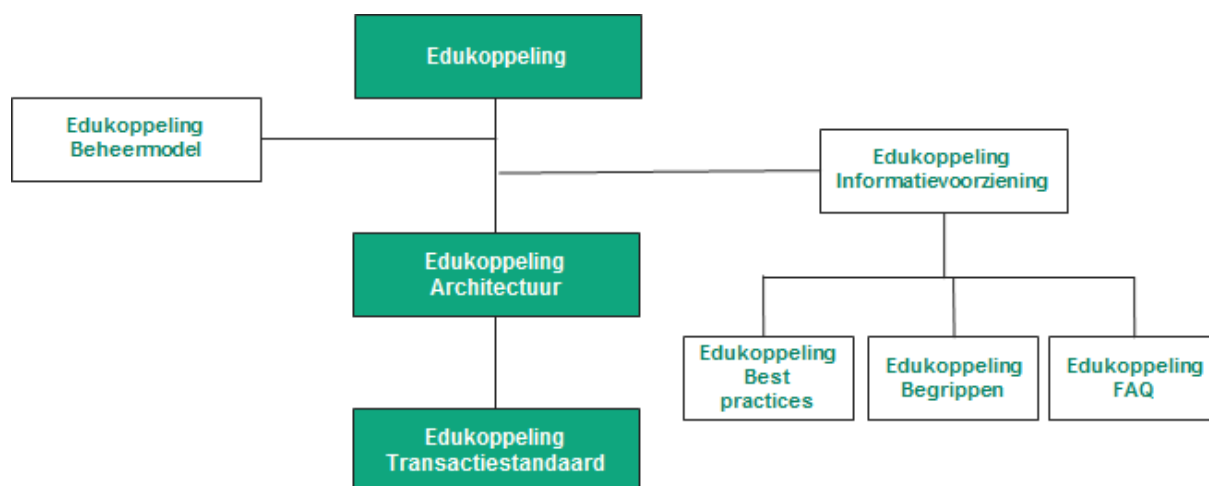 Edukoppeling
Edukoppeling
Beheermodel
Edukoppeling
Informatievoorziening
Edukoppeling
Architectuur
Edukoppeling
Best
practices
Edukoppeling
Begrippen
Edukoppeling
FAQ
Edukoppeling
Transactiestandaard